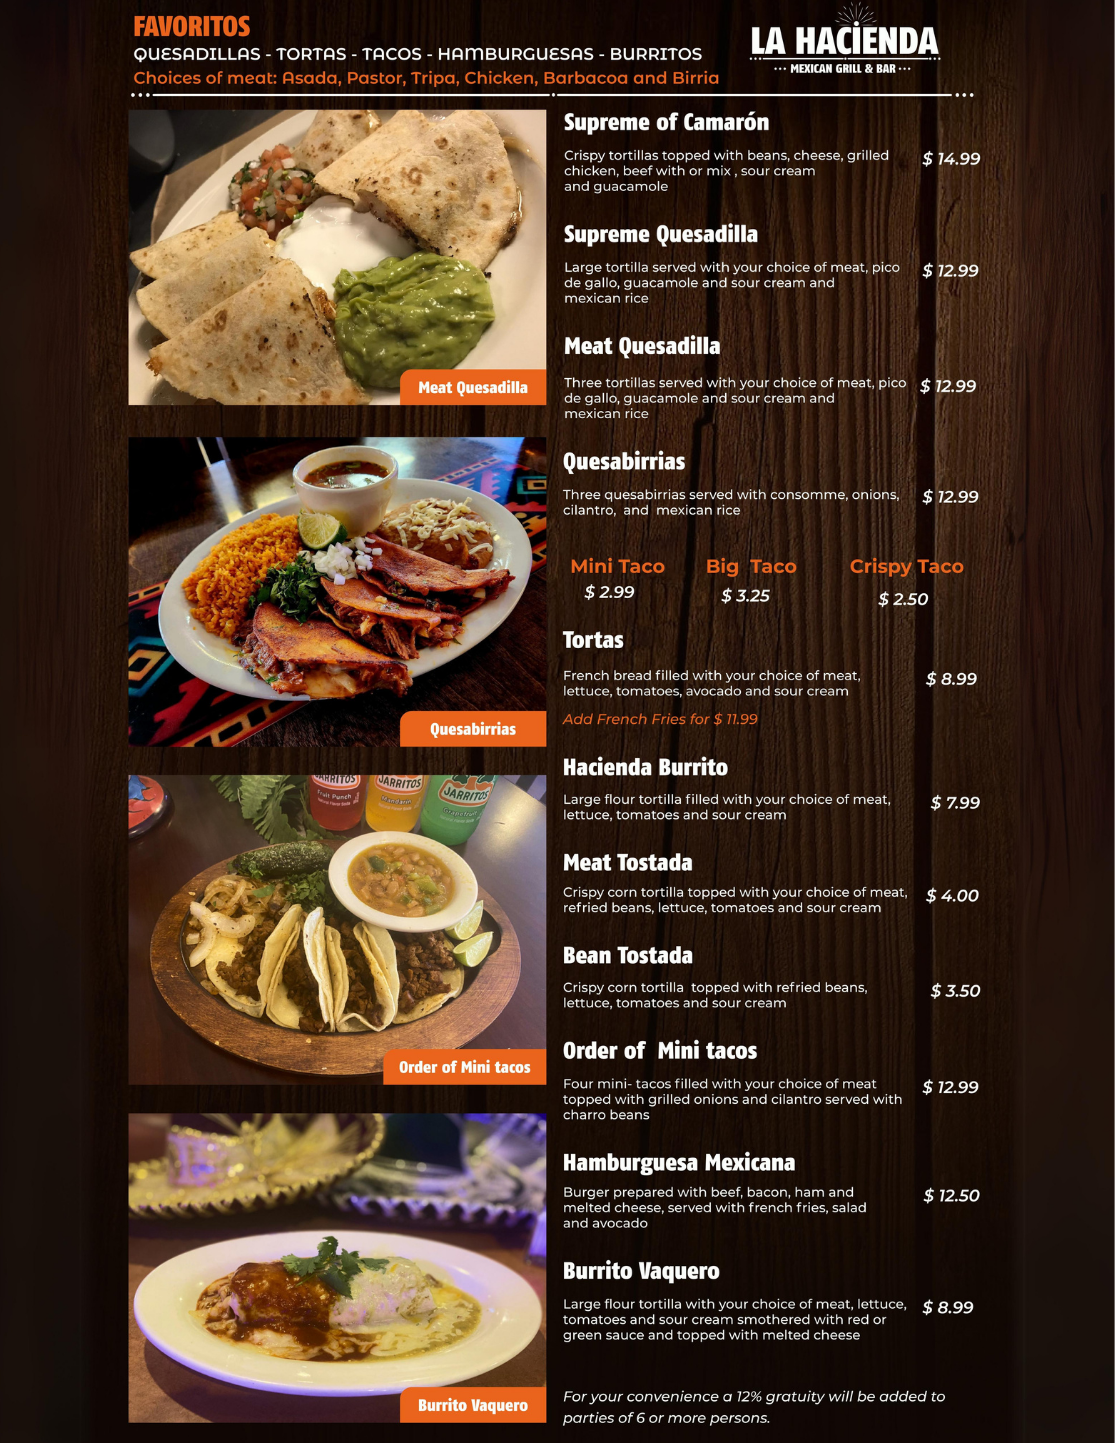 FAVORITOS
QUESADILLAS - TORTAS - TACOS - HAMBURGUESAS - BURRITOS
Choices of meat: Asada, Pastor, Tripa, Chicken, Barbacoa and Birria
LA HACIENDA
MEXICAN GRILL & BAR
Supreme of Camarón
Crispy tortillas topped with beans, cheese, grilled
chicken, beef with or mix , sour cream
and guacamole
$ 14.99
Supreme Quesadilla
Large tortilla served with your choice of meat, pico
de gallo, guacamole and sour cream and
mexican rice
$ 12.99
Meat Quesadilla
Three tortillas served with your choice of meat, pico
de gallo, guacamole and sour cream and
mexican rice
$ 12.99
Meat Quesadilla
Quesabirrias
Three quesabirrias served with consomme, onions,
cilantro, and mexican rice
$ 12.99
Mini Taco
$ 2.99
Big Taco
$ 3.25
Crispy Taco
$ 2.50
Tortas
French bread filled with your choice of meat,
lettuce, tomatoes, avocado and sour cream
$ 8.99
Add French Fries for $ 11.99
Quesabirrias
Hacienda Burrito
Large flour tortilla filled with your choice of meat,
lettuce, tomatoes and sour cream
$ 7.99
JARRITOS
Fruit Punch
JARRITOS
Mandarin
JARRITOS
Grapefruit
Meat Tostada
Crispy corn tortilla topped with your choice of meat,
refried beans, lettuce, tomatoes and sour cream
$ 4.00
Bean Tostada
Crispy corn tortilla topped with refried beans,
lettuce, tomatoes and sour cream
$ 3.50
Order of Mini tacos
Four mini- tacos filled with your choice of meat
topped with grilled onions and cilantro served with
charro beans
$ 12.99
Order of Mini tacos
Hamburguesa Mexicana
Burger prepared with beef, bacon, ham and
melted cheese, served with french fries, salad
and avocado
$ 12.50
Burrito Vaquero
Large flour tortilla with your choice of meat, lettuce,
tomatoes and sour cream smothered with red or
green sauce and topped with melted cheese
$ 8.99
Burrito Vaquero
For your convenience a 12% gratuity will be added to
parties of 6 or more persons.